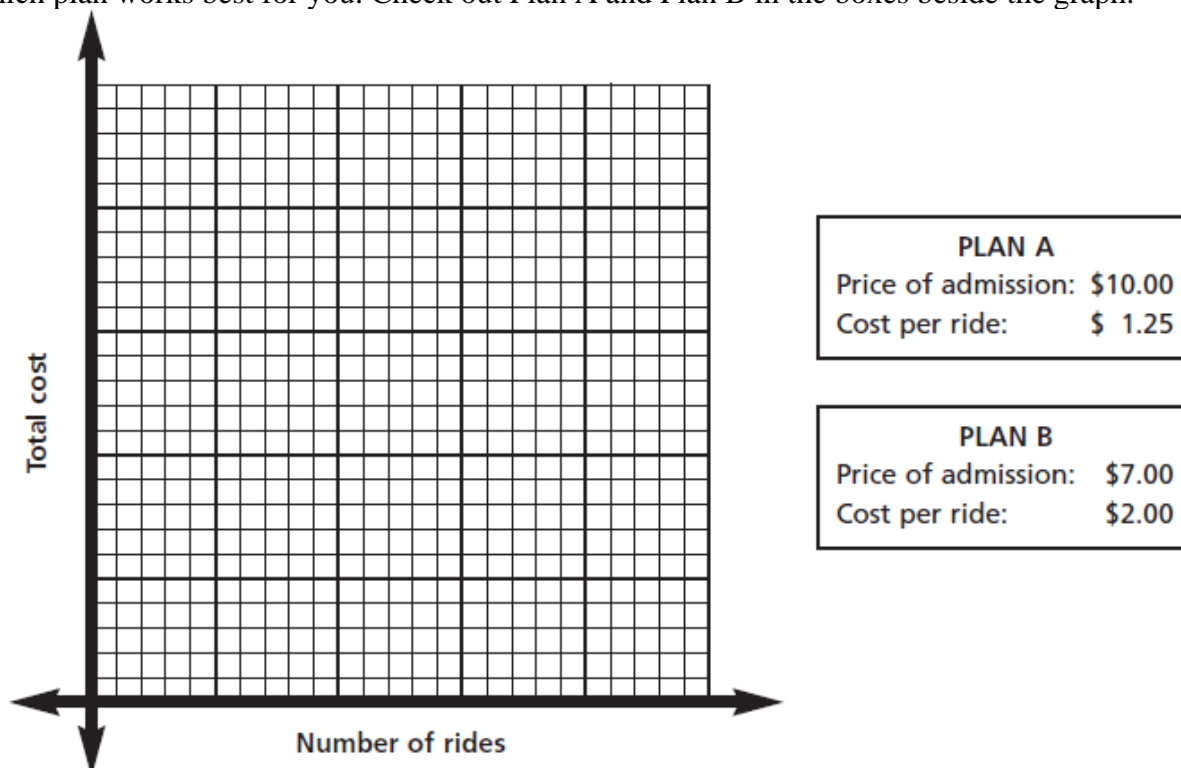 which plan works best for you. Check out Plan A and Plan B in the boxes beside the graph.
Total cost
Number of rides
PLAN A
Price of admission: $10.00
Cost per ride: $ 1.25
PLAN B
Price of admission: $7.00
Cost per ride: $2.00